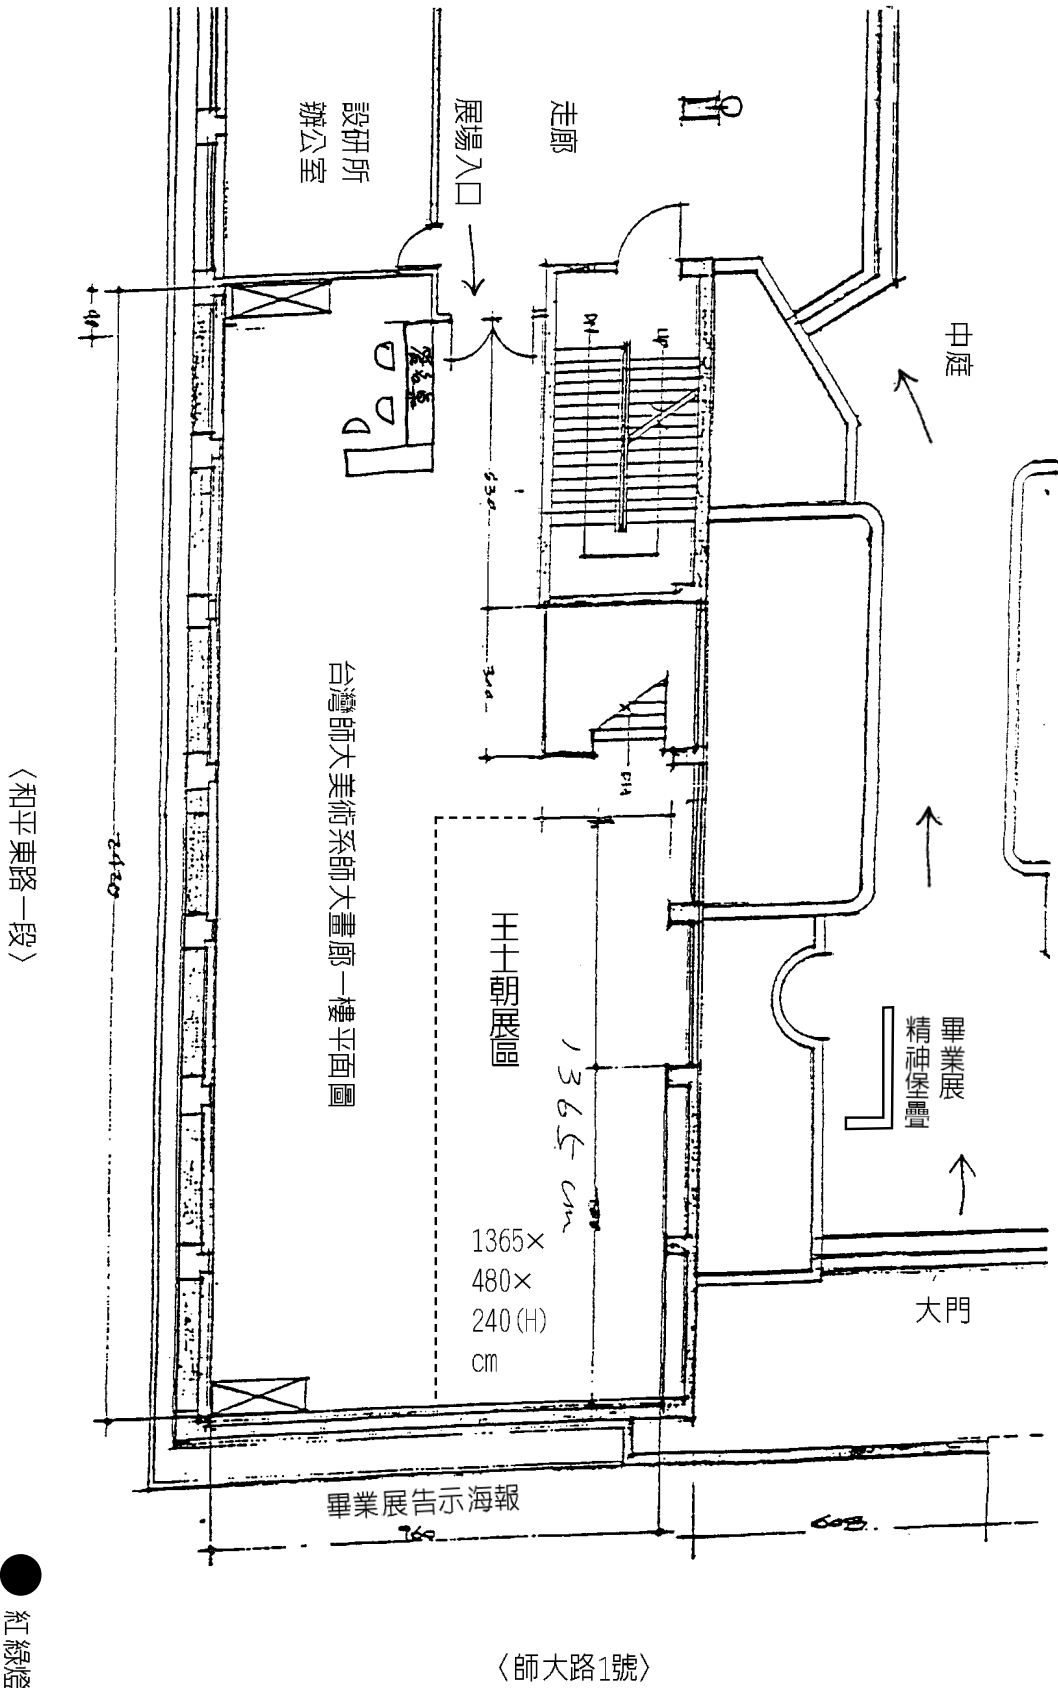 設研所
辦公室
展場入口
走廊
中庭
DN
UP
630
300
台灣師大美術系師大畫廊一樓平面圖
王士朝展區
1365 cm
1365×
480×
240(H)
cm
畢業展
精神堡壘
大門
畢業展告示海報
〈和平東路一段〉
〈師大路1號〉
紅綠燈